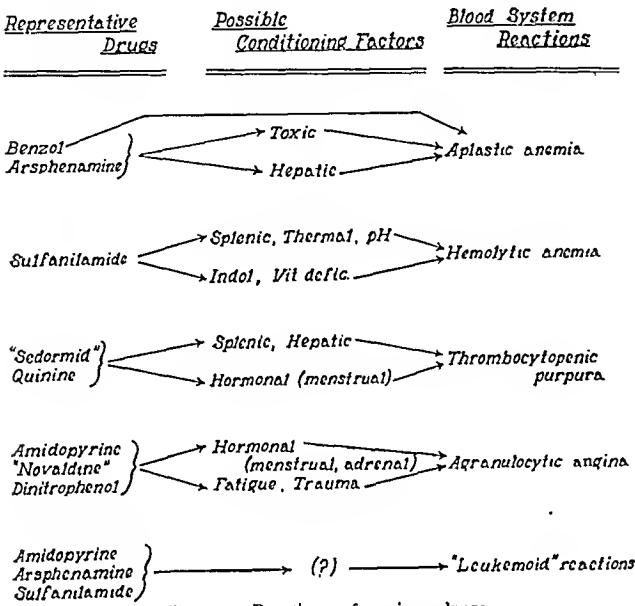 Representative Drugs
Possible Conditioning Factors
Blood System Reactions
Benzol
Arsphenamine
Toxic
Hepatic
Aplastic anemia
Sulfanilamide
Splenic, Thermal, pH
Indol, Vit defic.
Hemolytic anemia
"Sedormid"
Quinine
Splenic, Hepatic
Hormonal (menstrual)
Thrombocytopenic
purpura
Amidopyrine
"Novaldine"
Dinitrophenol
Hormonal
(menstrual, adrenal)
Fatigue, Trauma
Agranulocytic angina
Amidopyrine
Arsphenamine
Sulfanilamide
(?)
"Leukemoid" reactions